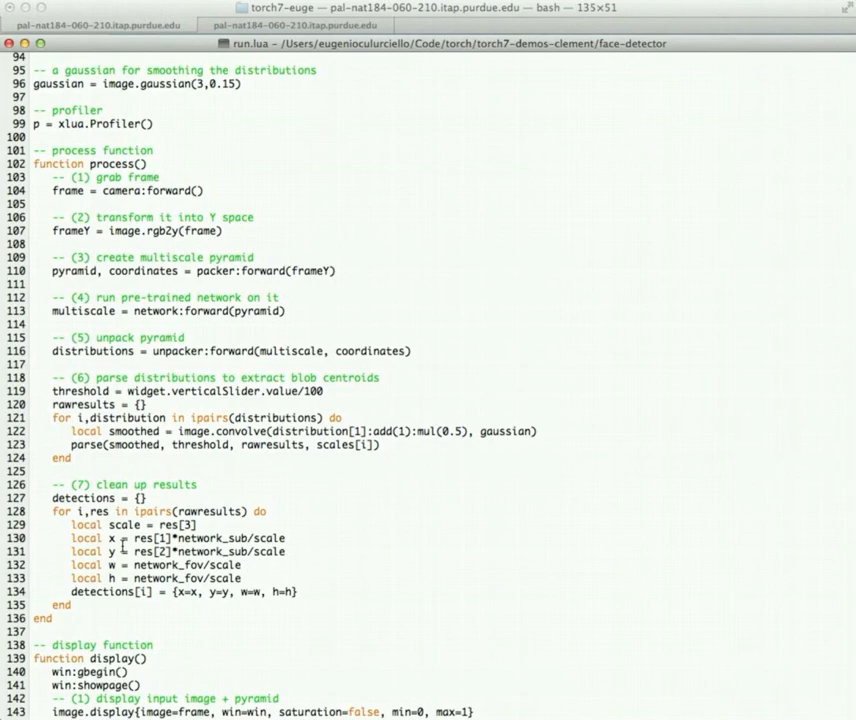 torch7-euge — pal-nat184-060-210.itap.purdue.edu — bash — 135×51
pal-nat184-060-210.itap.purdue.edu pal-nat184-060-210.itap.purdue.edu
run.lua - /Users/eugenioculurciello/Code/torch/torch7-demos-clement/face-detector
94
95 -- a gaussian for smoothing the distributions
96 gaussian = image.gaussian(3,0.15)
97
98 -- profiler
99 p = xlua.Profiler()
100
101 -- process function
102 function process()
103 -- (1) grab frame
104 frame = camera:forward()
105
106 -- (2) transform it into Y space
107 frameY = image.rgb2y(frame)
108
109 -- (3) create multiscale pyramid
110 pyramid, coordinates = packer:forward(frameY)
111
112 -- (4) run pre-trained network on it
113 multiscale = network:forward(pyramid)
114
115 -- (5) unpack pyramid
116 distributions = unpacker:forward(multiscale, coordinates)
117
118 -- (6) parse distributions to extract blob centroids
119 threshold = widget.verticalSlider.value/100
120 rawresults = {}
121 for i,distribution in ipairs(distributions) do
122 local smoothed = image.convolve(distribution[1]:add(1):mul(0.5), gaussian)
123 parse(smoothed, threshold, rawresults, scales[i])
124 end
125
126 -- (7) clean up results
127 detections = {}
128 for i,res in ipairs(rawresults) do
129 local scale = res[3]
130 local x = res[1]*network_sub/scale
131 local y = res[2]*network_sub/scale
132 local w = network_fov/scale
133 local h = network_fov/scale
134 detections[i] = {x=x, y=y, w=w, h=h}
135 end
136 end
137
138 -- display function
139 function display()
140 win:gbegin()
141 win:showpage()
142 -- (1) display input image + pyramid
143 image.display{image=frame, win=win, saturation=false, min=0, max=1}